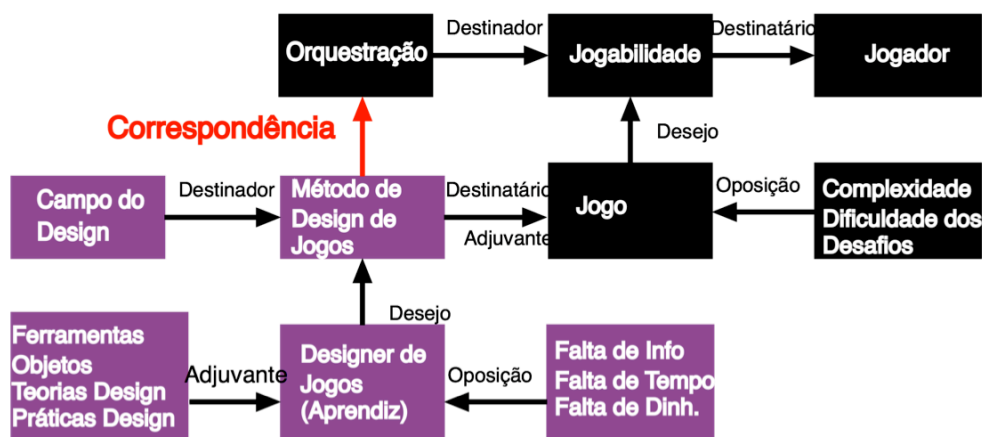 Orquestração
Destinador
Jogabilidade
Destinatário
Jogador
Correspondência
Desejo
Campo do
Design
Destinador
Método de
Design de
Jogos
Destinatário
Adjuvante
Jogo
Oposição
Complexidade
Dificuldade dos
Desafios
Desejo
Ferramentas
Objetos
Teorias Design
Práticas Design
Adjuvante
Designer de
Jogos
(Aprendiz)
Oposição
Falta de Info
Falta de Tempo
Falta de Dinh.